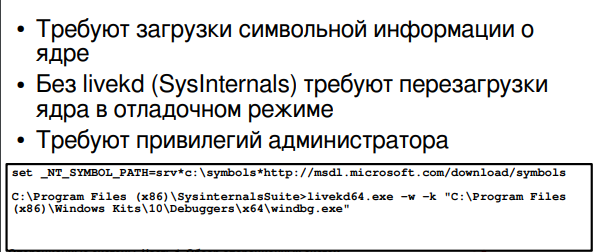 • Требуют загрузки символьной информации о
ядре
• Без livekd (SysInternals) требуют перезагрузки
ядра в отладочном режиме
• Требуют привилегий администратора
set _NT_SYMBOL_PATH=srv*c:\symbols*http://msdl.microsoft.com/download/symbols
C:\Program Files (x86)\SysinternalsSuite>livekd64.exe -w -k "C:\Program Files
(x86)\Windows Kits\10\Debuggers\x64\windbg.exe"